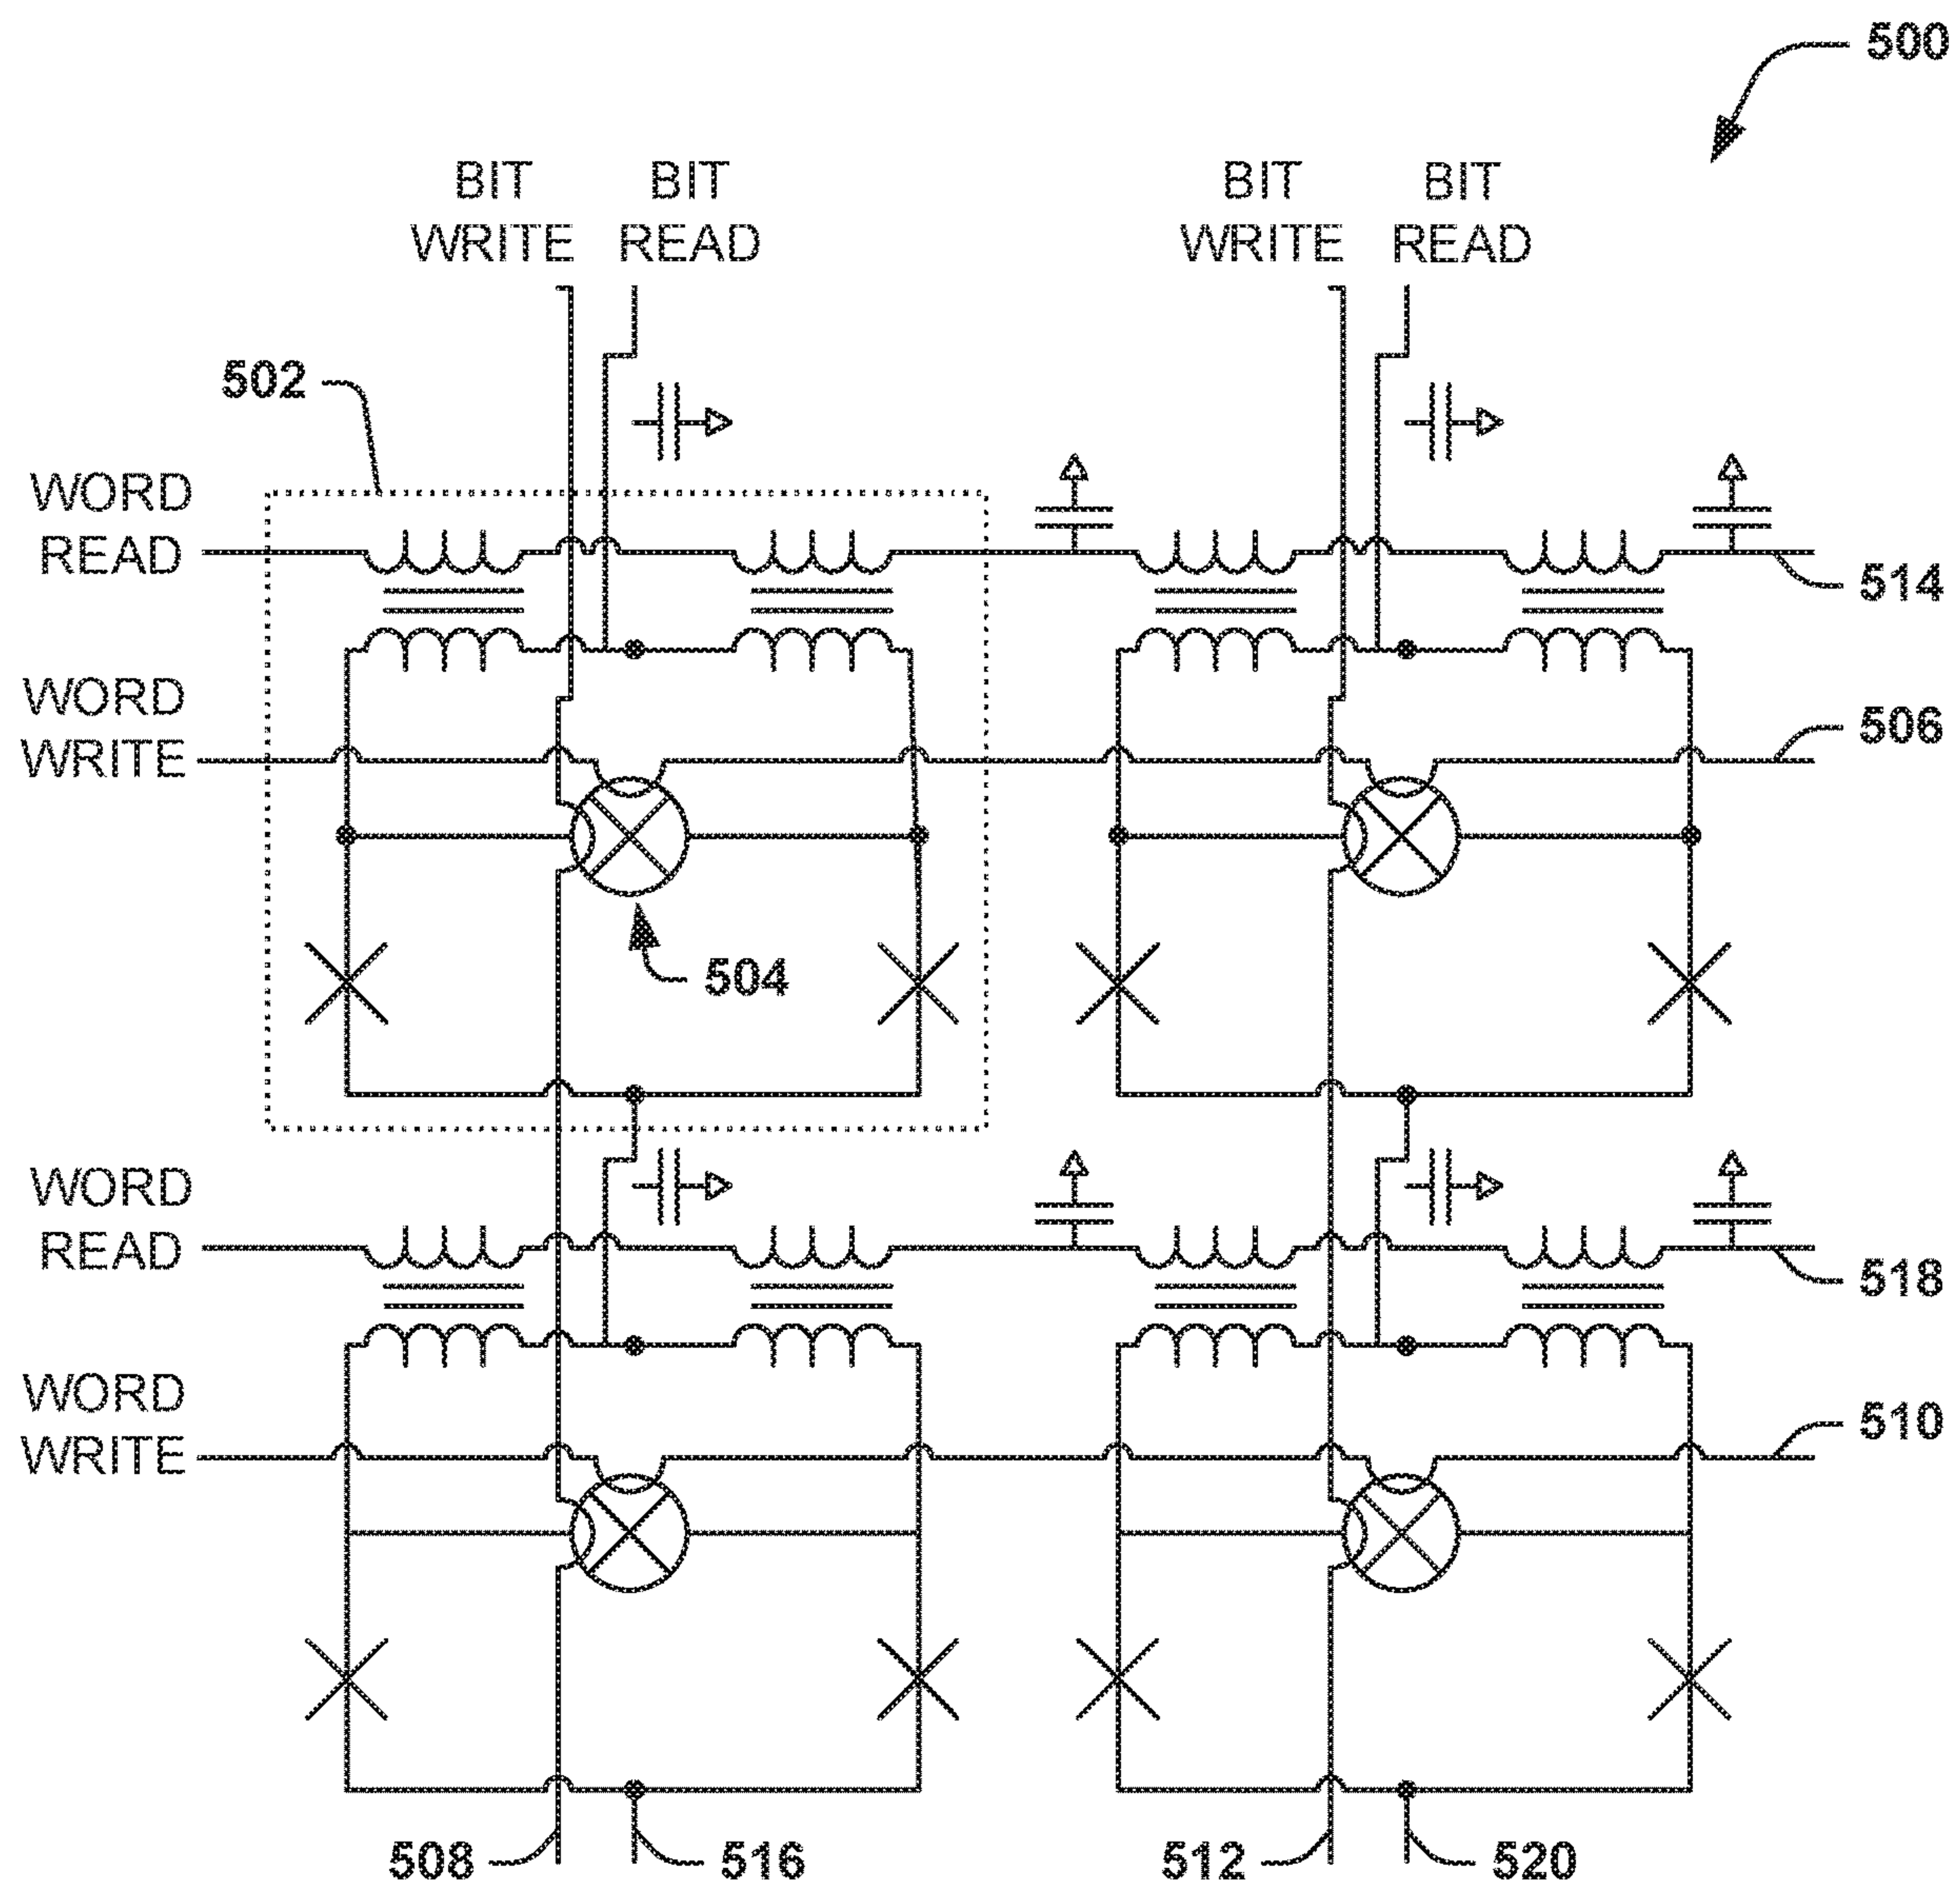 500
BIT BIT BIT BIT
WRITE READ WRITE READ
502
WORD
READ
514
WORD
WRITE
506
504
WORD
READ
518
WORD
WRITE
510
508 516 512 520